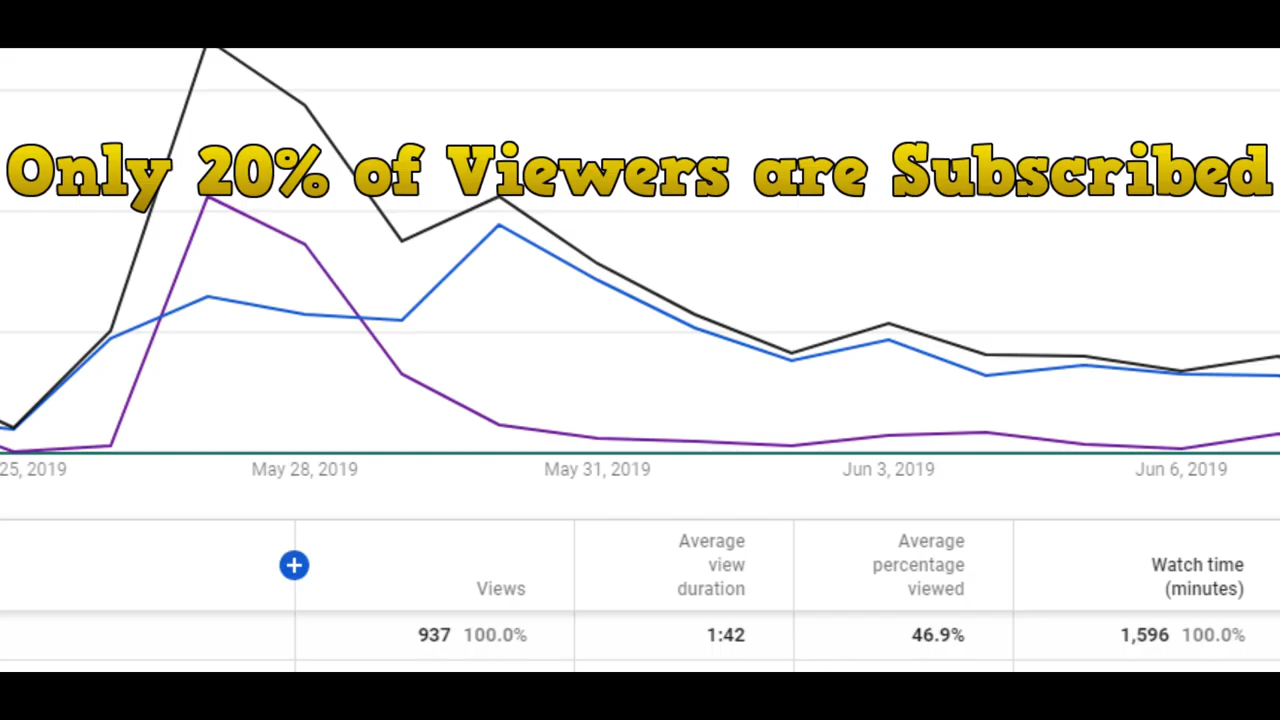 Only 20% of Viewers are Subscribed
25, 2019 May 28, 2019 May 31, 2019 Jun 3, 2019 Jun 6, 2019
Views
Average
view
duration
Average
percentage
viewed
Watch time
(minutes)
937 100.0% 1:42 46.9% 1,596 100.0%